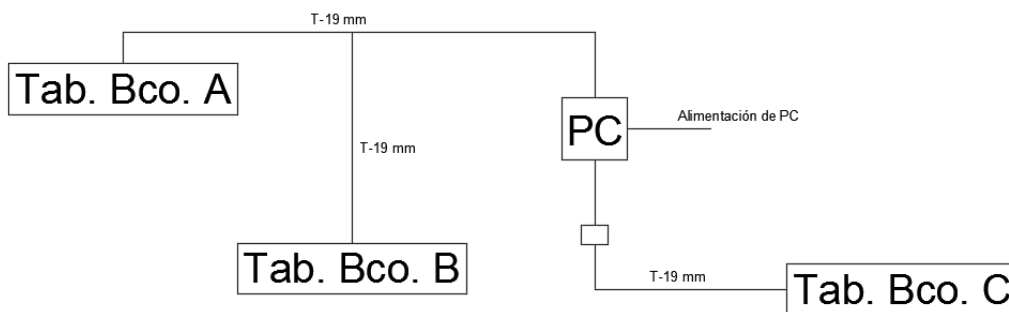 T-19 mm
Tab. Bco. A
PC
Alimentación de PC
T-19 mm
Tab. Bco. B
T-19 mm
Tab. Bco. C